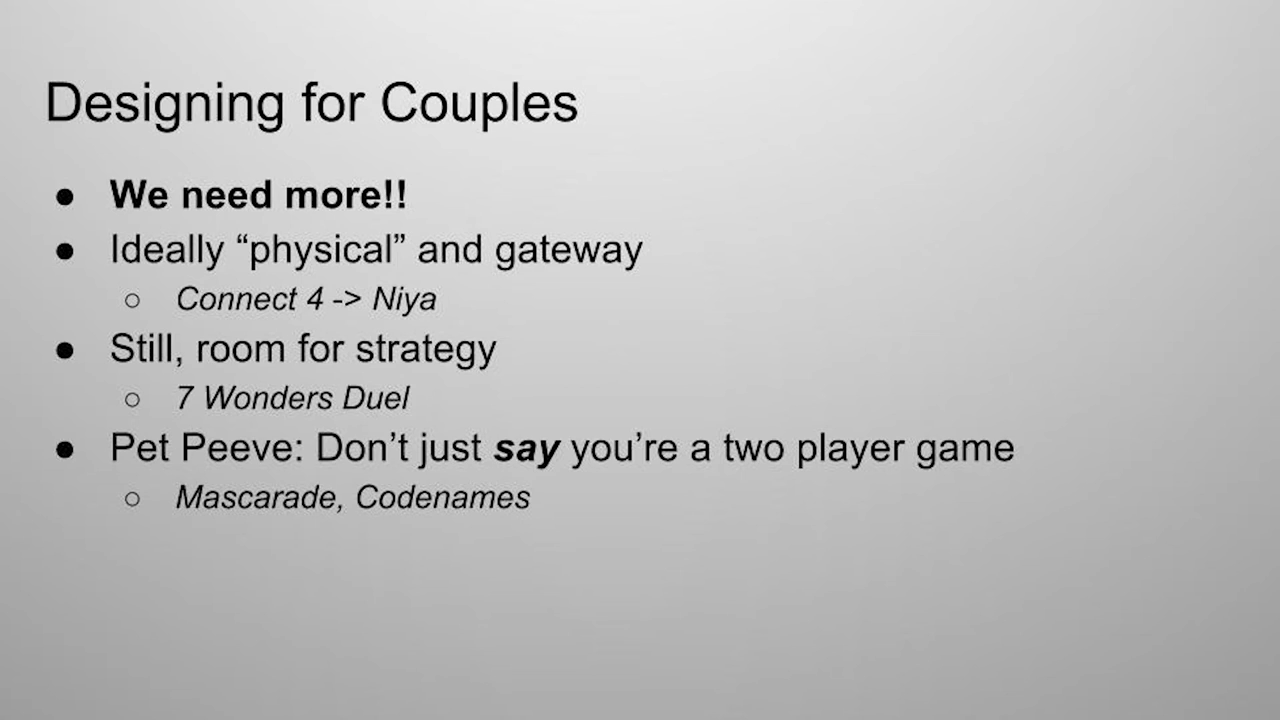 Designing for Couples
● We need more!!
● Ideally “physical” and gateway
○ Connect 4 -> Niya
● Still, room for strategy
○ 7 Wonders Duel
● Pet Peeve: Don’t just say you’re a two player game
○ Mascarade, Codenames